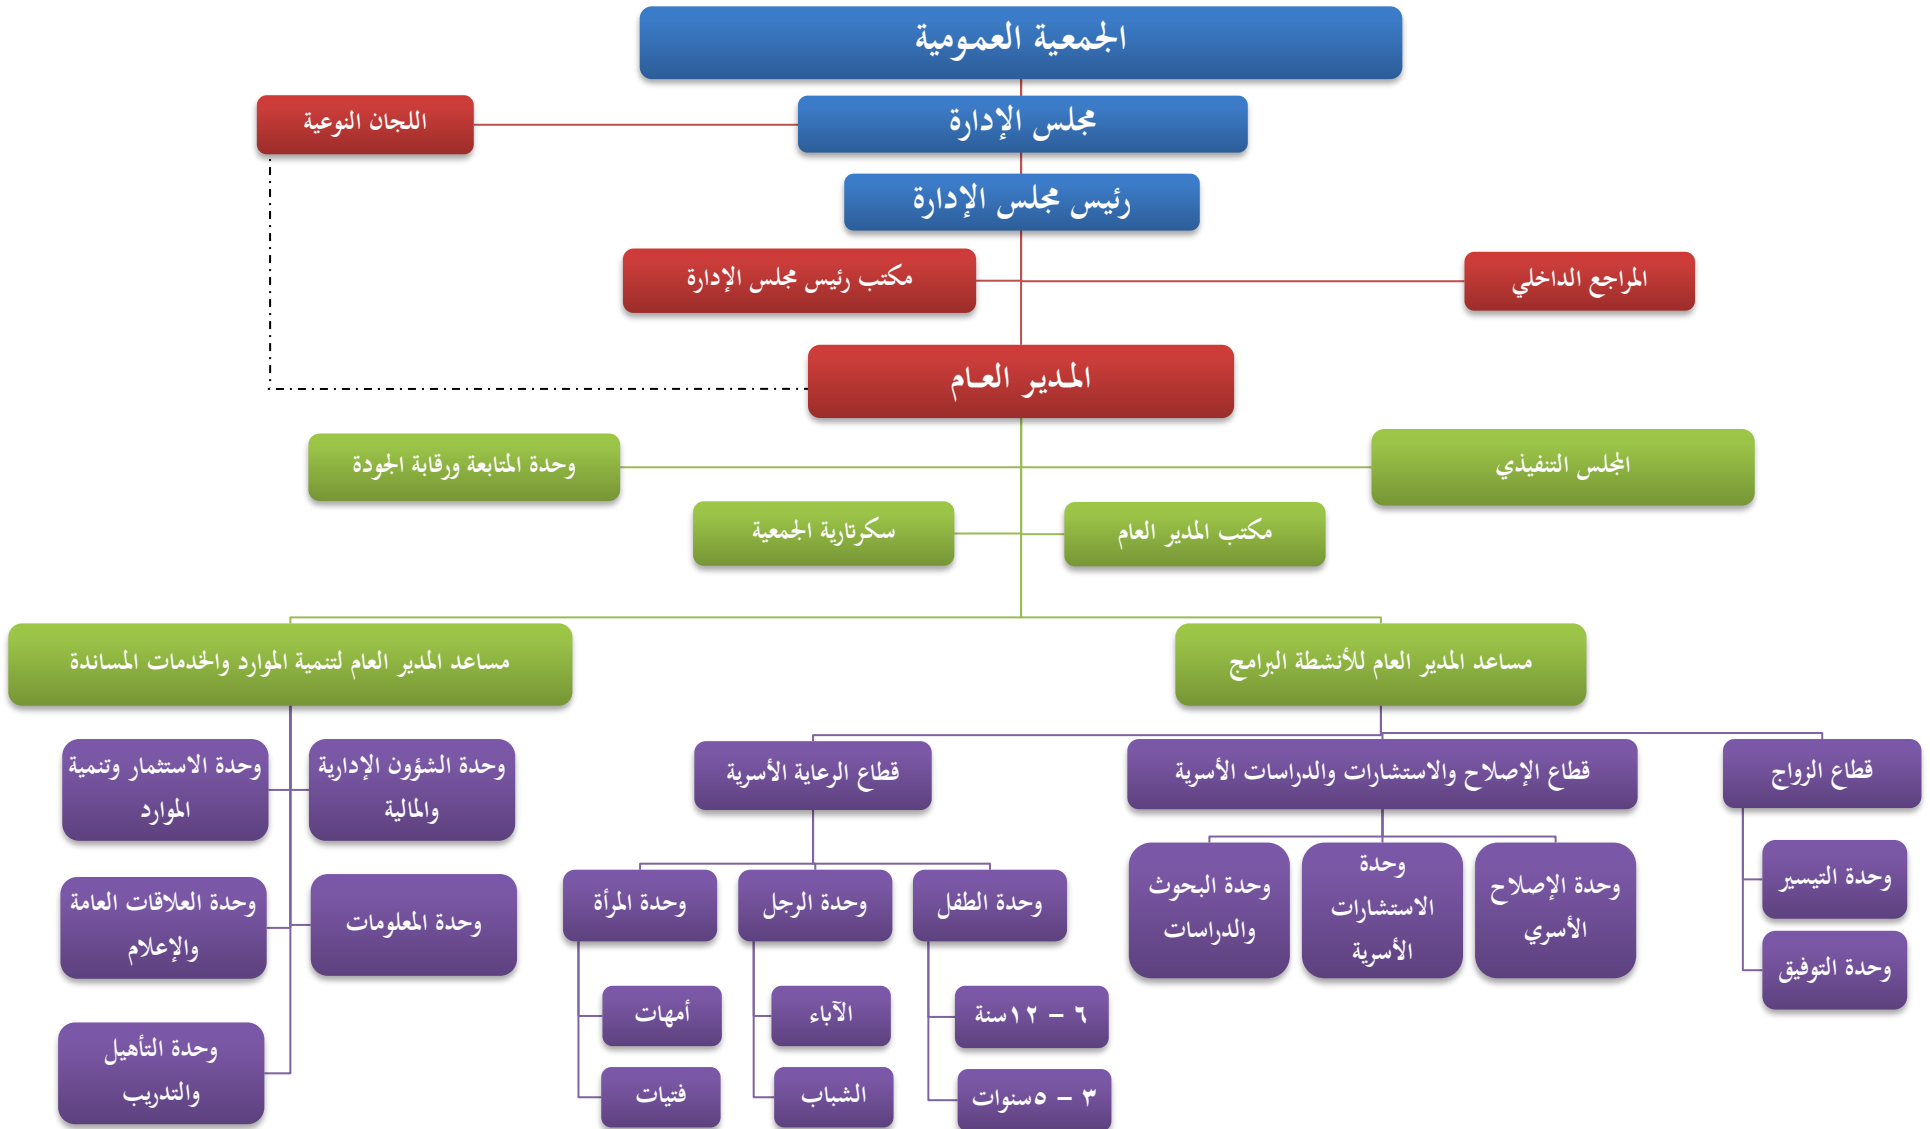 الجمعية العمومية
مجلس الإدارة
اللجان النوعية
رئيس مجلس الإدارة
المراجع الداخلي
مكتب رئيس مجلس الإدارة
المدير العام
المجلس التنفيذي
وحدة المتابعة ورقابة الجودة
مكتب المدير العام
سكرتارية الجمعية
مساعد المدير العام للأنشطة البرامج
مساعد المدير العام لتنمية الموارد والخدمات المساندة
قطاع الزواج
وحدة التيسير
وحدة التوفيق
قطاع الإصلاح والاستشارات والدراسات الأسرية
وحدة الإصلاح
الأسري
وحدة
الاستشارات
الأسرية
وحدة البحوث
والدراسات
قطاع الرعاية الأسرية
وحدة الطفل
٦ – ١٢سنة
٣ – ٥سنوات
وحدة الرجل
الآباء
الشباب
وحدة المرأة
أمهات
فتيات
وحدة الشؤون الإدارية
والمالية
وحدة الاستثمار وتنمية
الموارد
وحدة المعلومات
وحدة العلاقات العامة
والإعلام
وحدة التأهيل
والتدريب